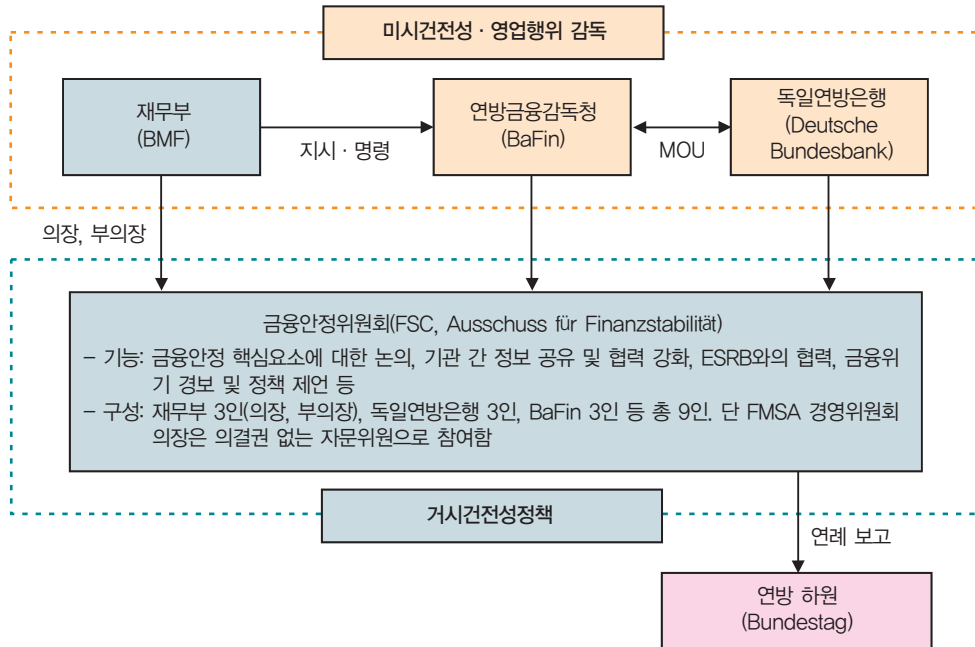 미시건전성 · 영업행위 감독
재무부
(BMF)
지시 · 명령
연방금융감독청
(BaFin)
MOU
독일연방은행
(Deutsche
Bundesbank)
의장, 부의장
금융안정위원회(FSC, Ausschuss für Finanzstabilität)
– 기능: 금융안정 핵심요소에 대한 논의, 기관 간 정보 공유 및 협력 강화, ESRB와의 협력, 금융위
기 경보 및 정책 제언 등
– 구성: 재무부 3인(의장, 부의장), 독일연방은행 3인, BaFin 3인 등 총 9인. 단 FMSA 경영위원회
의장은 의결권 없는 자문위원으로 참여함
거시건전성정책
연례 보고
연방 하원
(Bundestag)